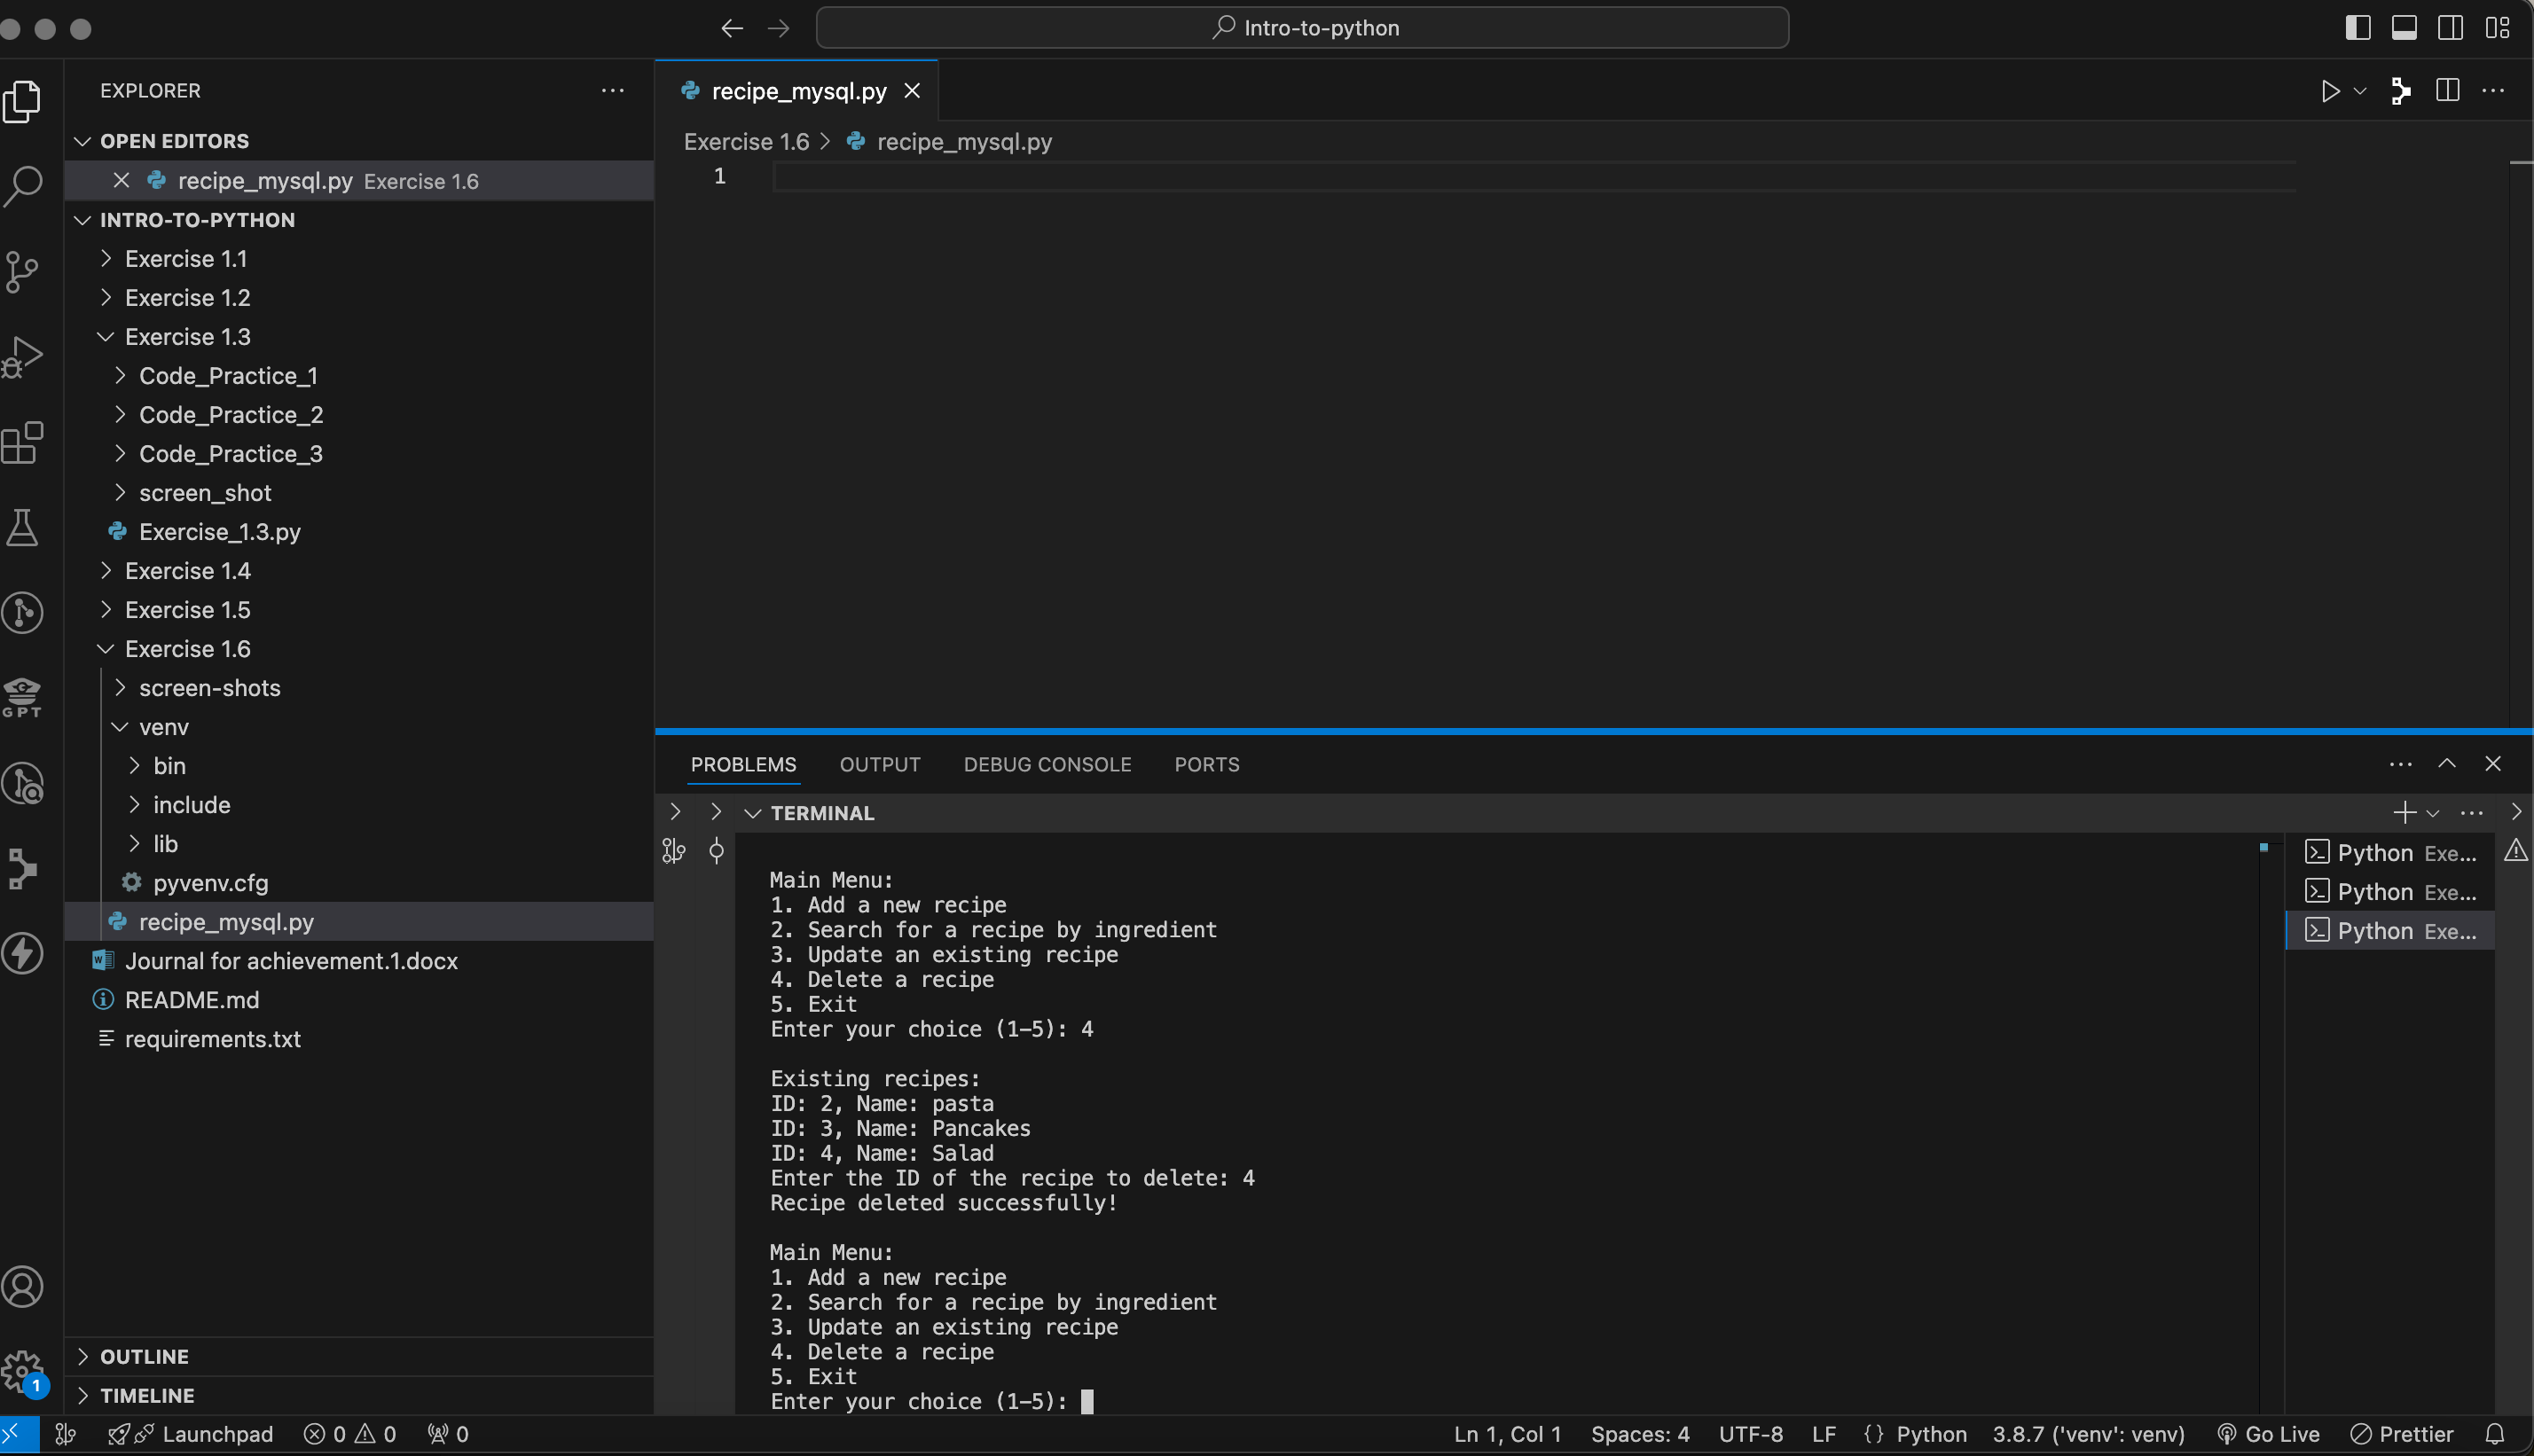 Intro-to-python
EXPLORER
OPEN EDITORS
recipe_mysql.py Exercise 1.6
INTRO-TO-PYTHON
Exercise 1.1
Exercise 1.2
Exercise 1.3
Code_Practice_1
Code_Practice_2
Code_Practice_3
screen_shot
Exercise_1.3.py
Exercise 1.4
Exercise 1.5
Exercise 1.6
screen-shots
venv
bin
include
lib
pyvenv.cfg
recipe_mysql.py
Journal for achievement.1.docx
README.md
requirements.txt
OUTLINE
TIMELINE
GPT
1
recipe_mysql.py
Exercise 1.6 > recipe_mysql.py
1
PROBLEMS OUTPUT DEBUG CONSOLE PORTS
TERMINAL
Main Menu:
1. Add a new recipe
2. Search for a recipe by ingredient
3. Update an existing recipe
4. Delete a recipe
5. Exit
Enter your choice (1-5): 4
Existing recipes:
ID: 2, Name: pasta
ID: 3, Name: Pancakes
ID: 4, Name: Salad
Enter the ID of the recipe to delete: 4
Recipe deleted successfully!
Main Menu:
1. Add a new recipe
2. Search for a recipe by ingredient
3. Update an existing recipe
4. Delete a recipe
5. Exit
Enter your choice (1-5):
Python Exe...
Python Exe...
Python Exe...
Launchpad 0 0 0 Ln 1, Col 1 Spaces: 4 UTF-8 LF {} Python 3.8.7 ('venv': venv) Go Live Prettier